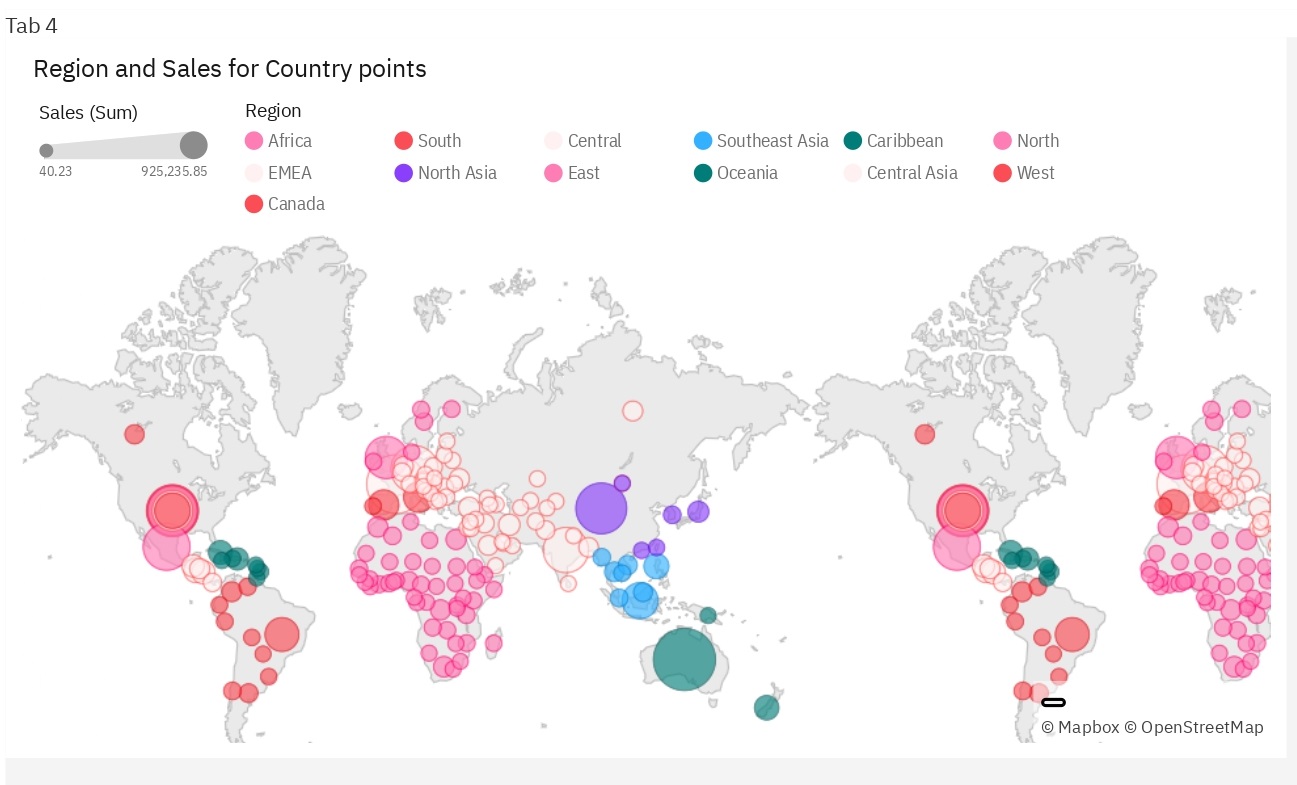 Tab 4
Region and Sales for Country points
Sales (Sum)
40.23 925,235.85
Region
Africa South Central Southeast Asia Caribbean North
EMEA North Asia East Oceania Central Asia West
Canada
© Mapbox © OpenStreetMap